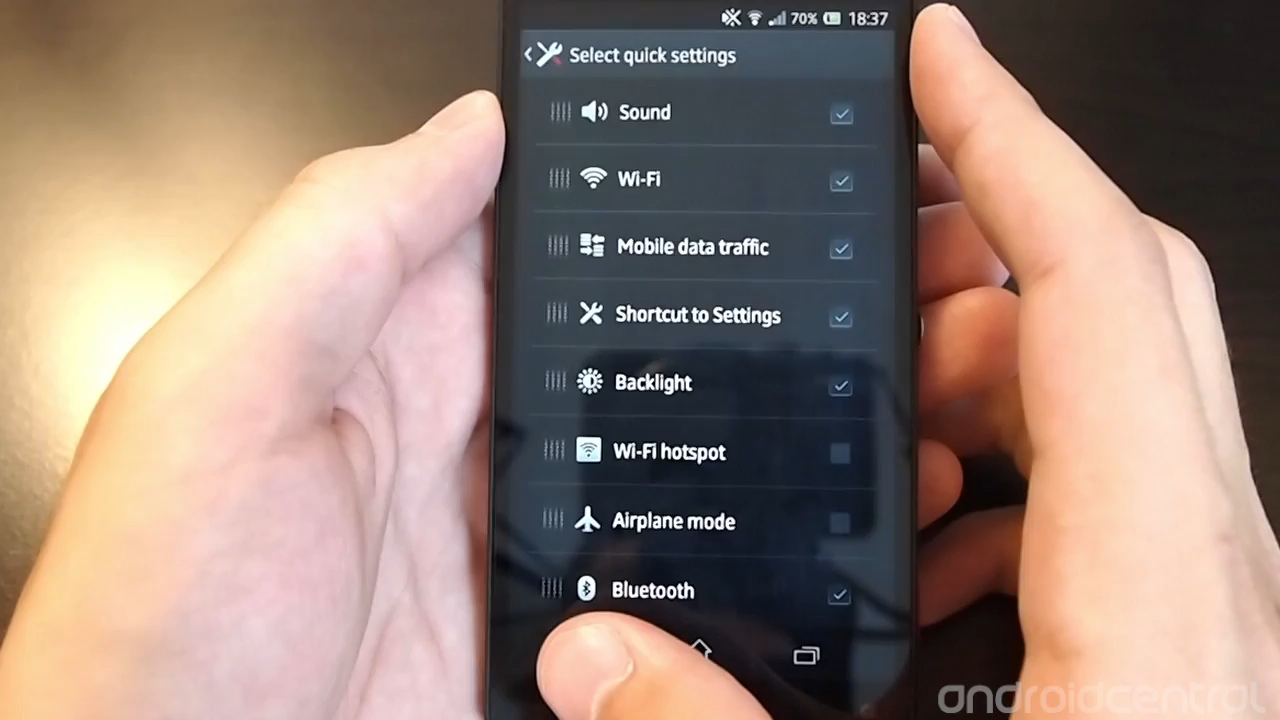 70% 18:37
Select quick settings
Sound
Wi-Fi
Mobile data traffic
Shortcut to Settings
Backlight
Wi-Fi hotspot
Airplane mode
Bluetooth
androidcentral